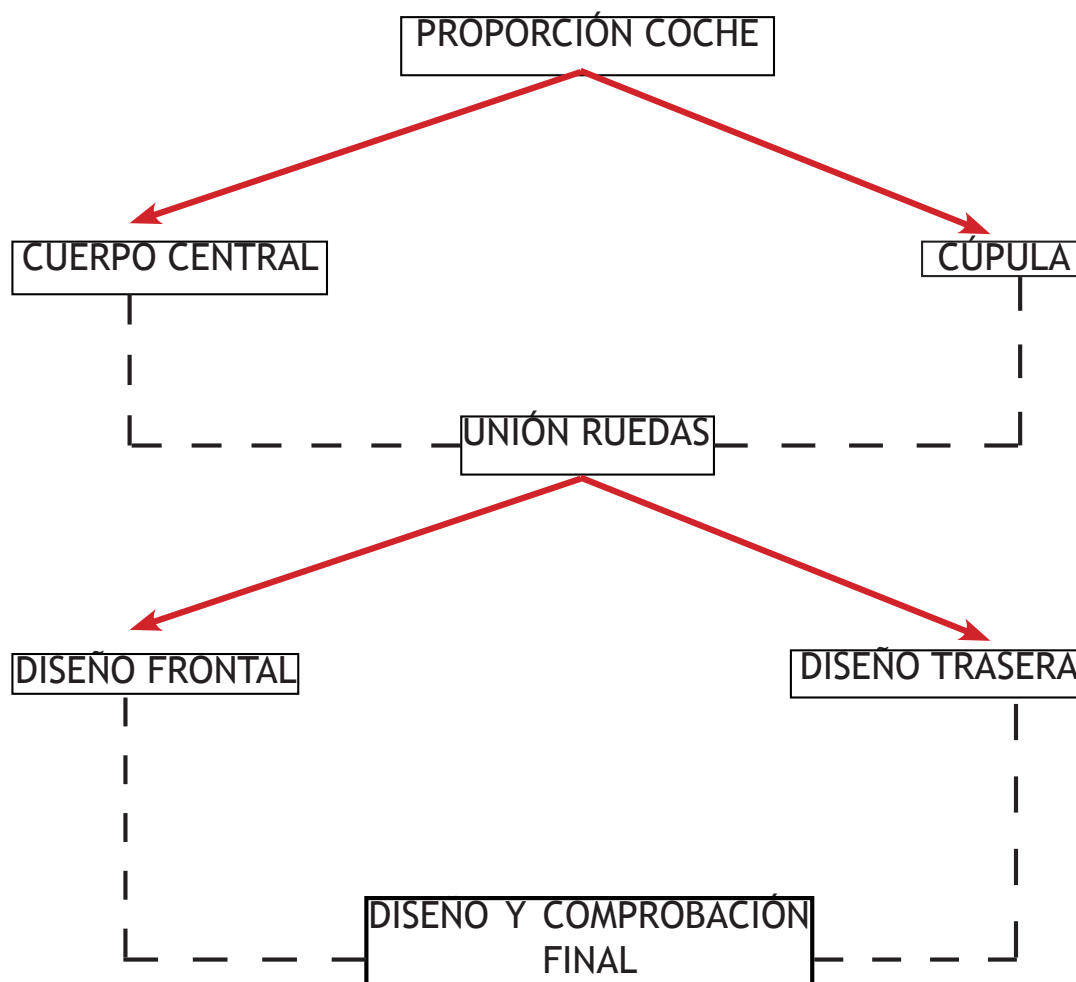 PROPORCIÓN COCHE
CUERPO CENTRAL
CÚPULA
UNIÓN RUEDAS
DISEÑO FRONTAL
DISEÑO TRASERA
DISEÑO Y COMPROBACIÓN
FINAL